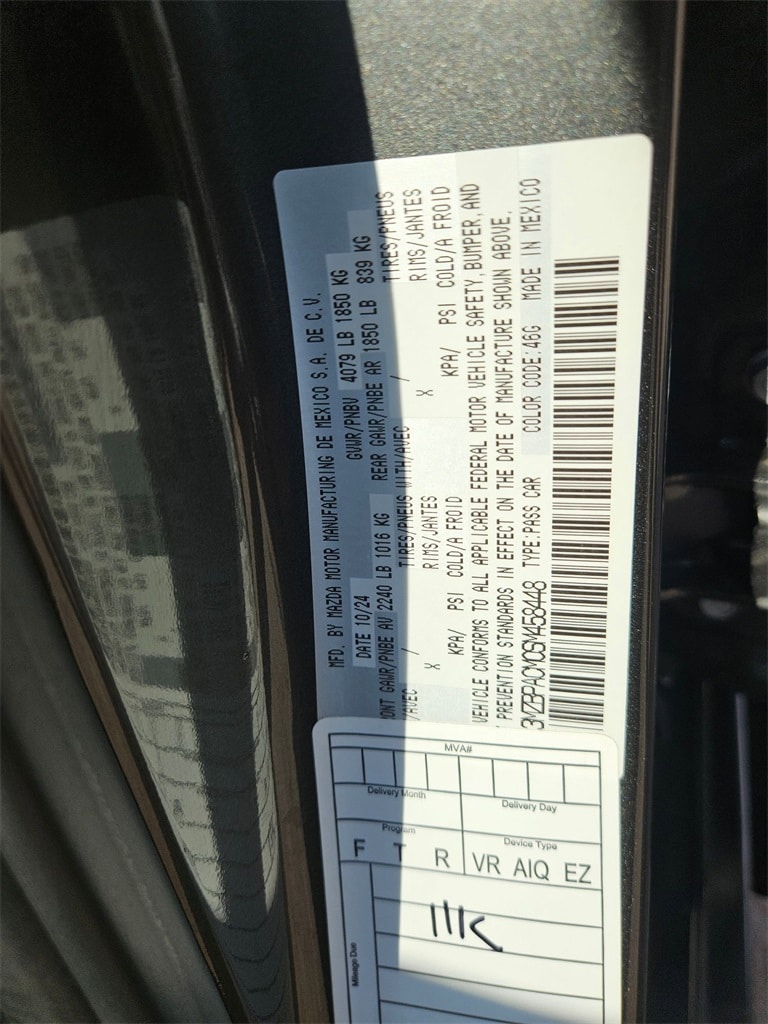 MFD. BY MAZDA MOTOR MANUFACTURING DE MEXICO S.A. DE C.V.
DATE 10/24 GVWR/PNBV 4079 LB 1850 KG
ONT GAWR/PNBE AV 2240 LB 1016 KG REAR GAWR/PNBE AR 1850 LB 839 KG
/AVEC / TIRES/PNEUS WITH/AVEC / TIRES/PNEUS
X RIMS/JANTES X RIMS/JANTES
KPA/ PSI COLD/A FROID KPA/ PSI COLD/A FROID
VEHICLE CONFORMS TO ALL APPLICABLE FEDERAL MOTOR VEHICLE SAFETY, BUMPER, AND
PREVENTION STANDARDS IN EFFECT ON THE DATE OF MANUFACTURE SHOWN ABOVE.
TYPE:PASS CAR COLOR CODE:46G MADE IN MEXICO
MVA#
Delivery Month Delivery Day
Program Device Type
F T R VR AIQ EZ
Mileage Due
11K